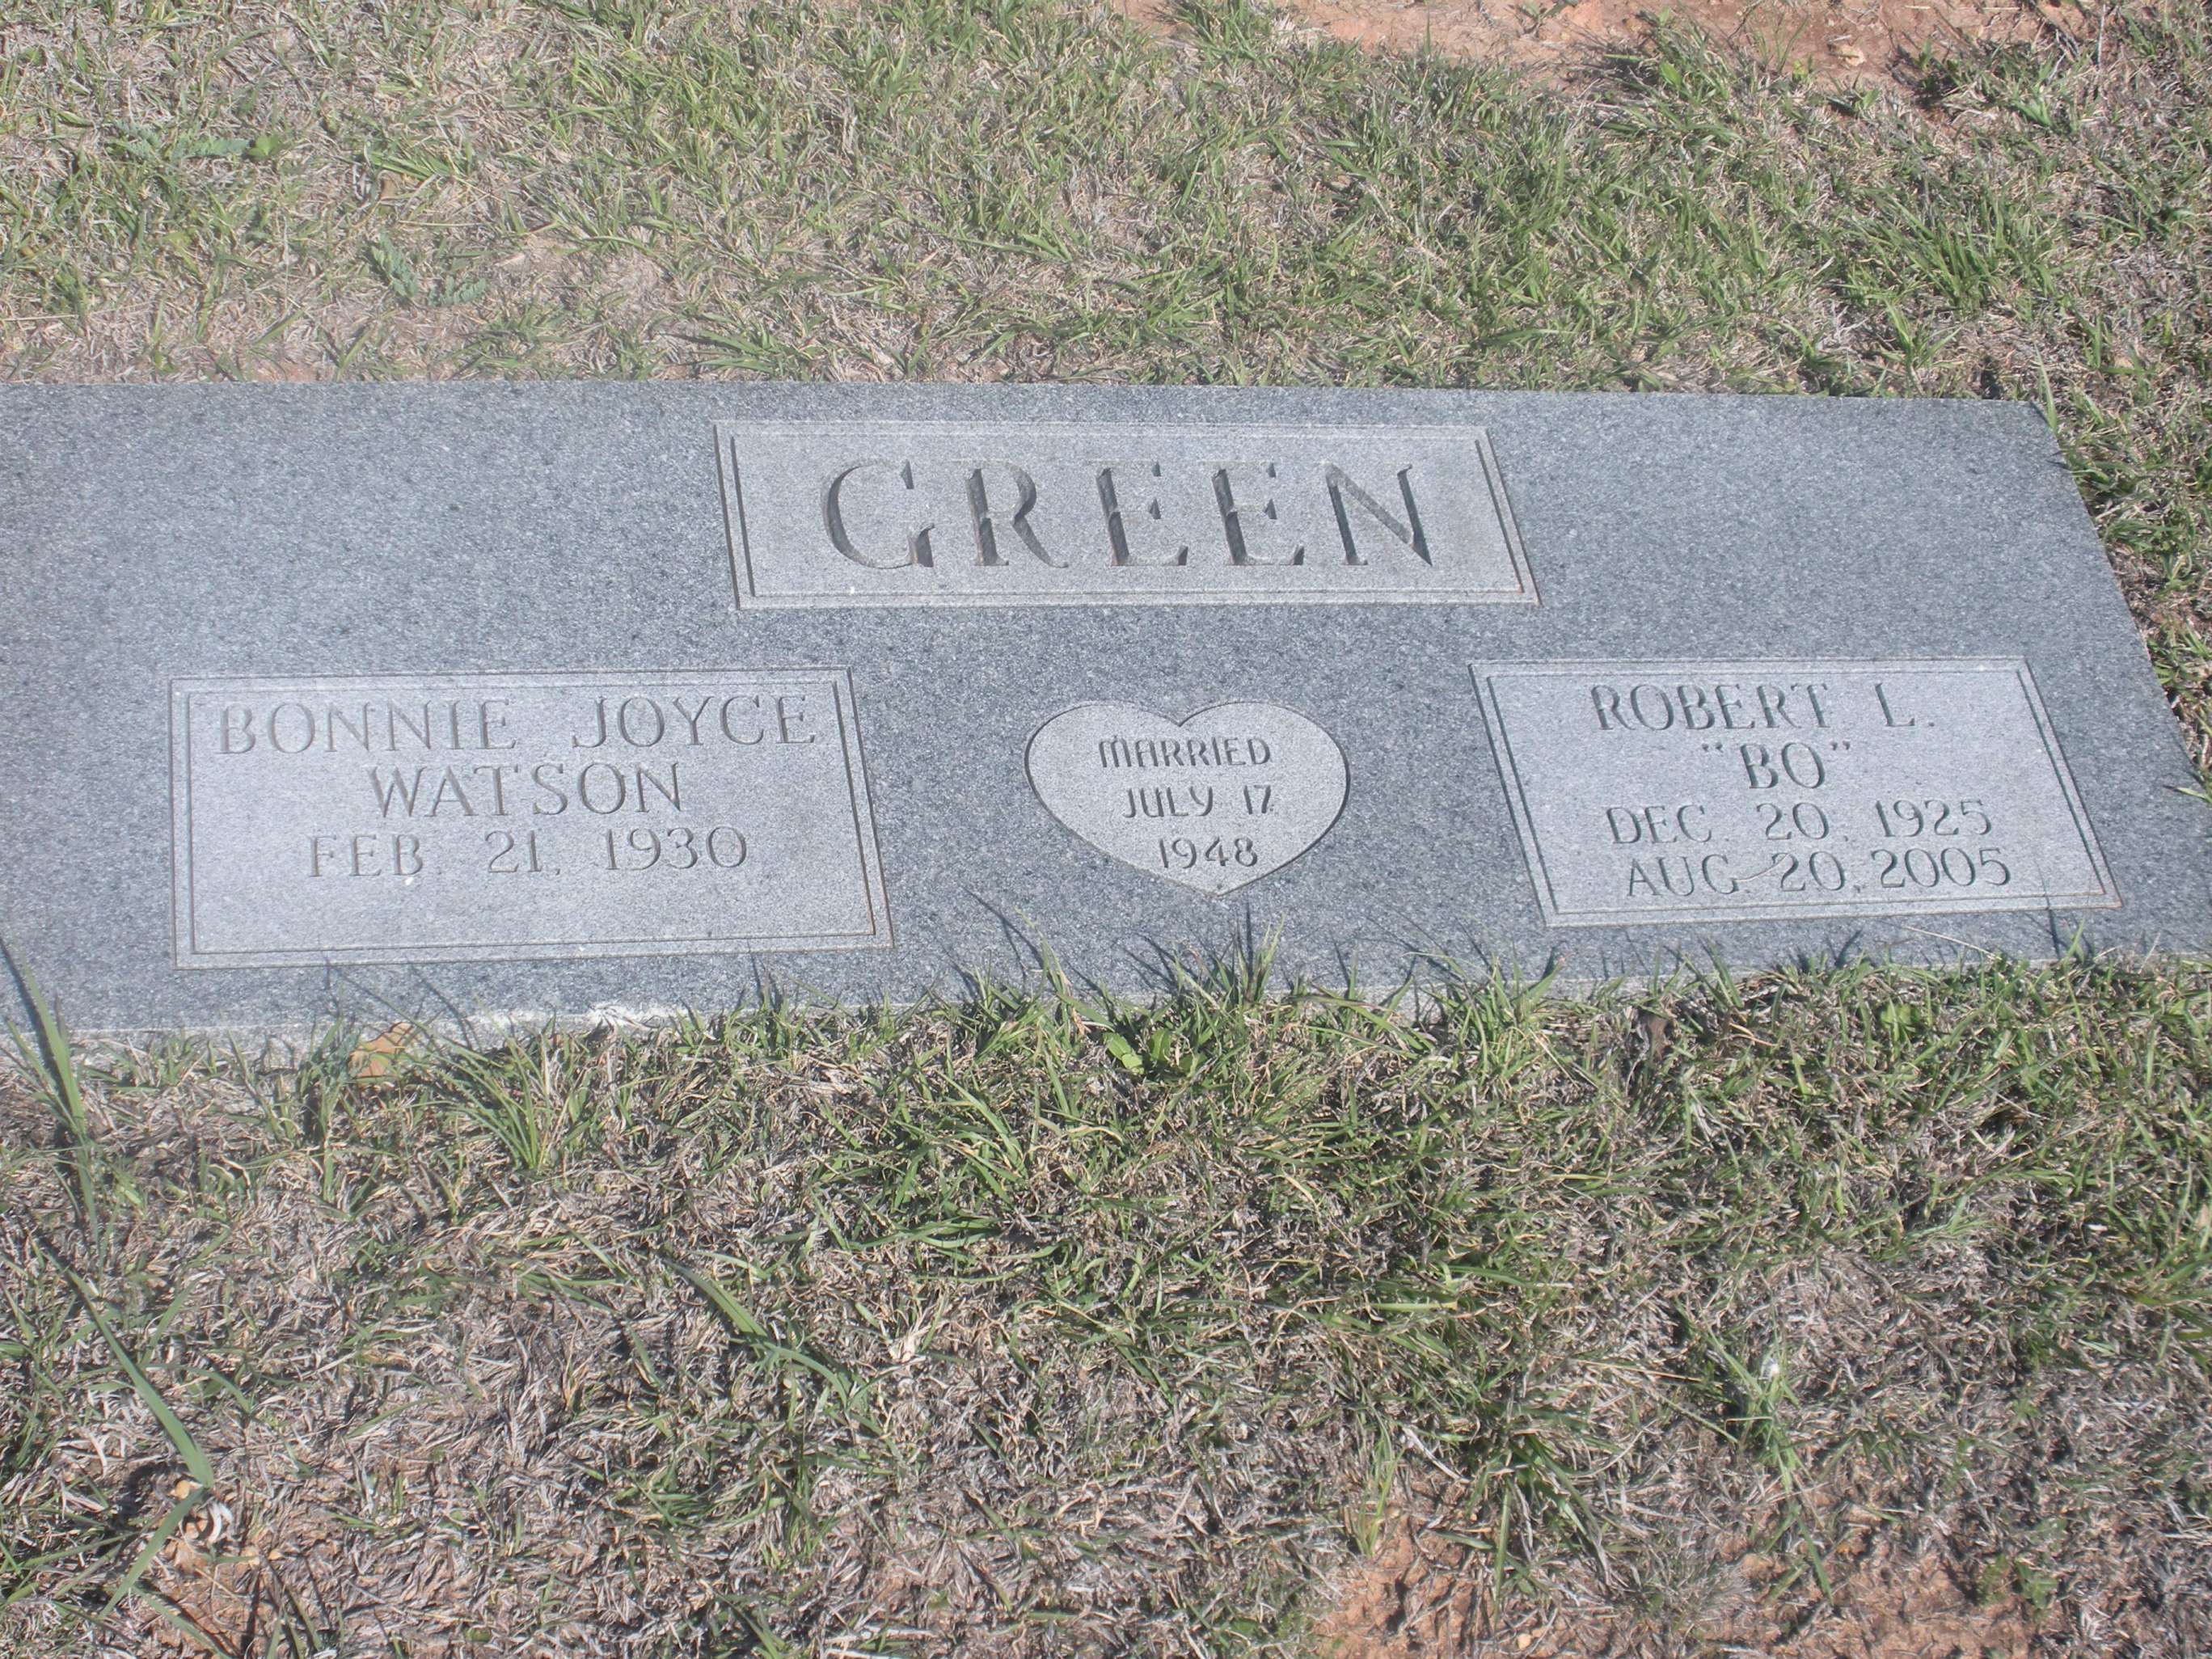 GREEN
BONNIE JOYCE
WATSON
FEB. 21, 1930
MARRIED
JULY 17
1948
ROBERT L.
"BO"
DEC. 20, 1925
AUG. 20, 2005